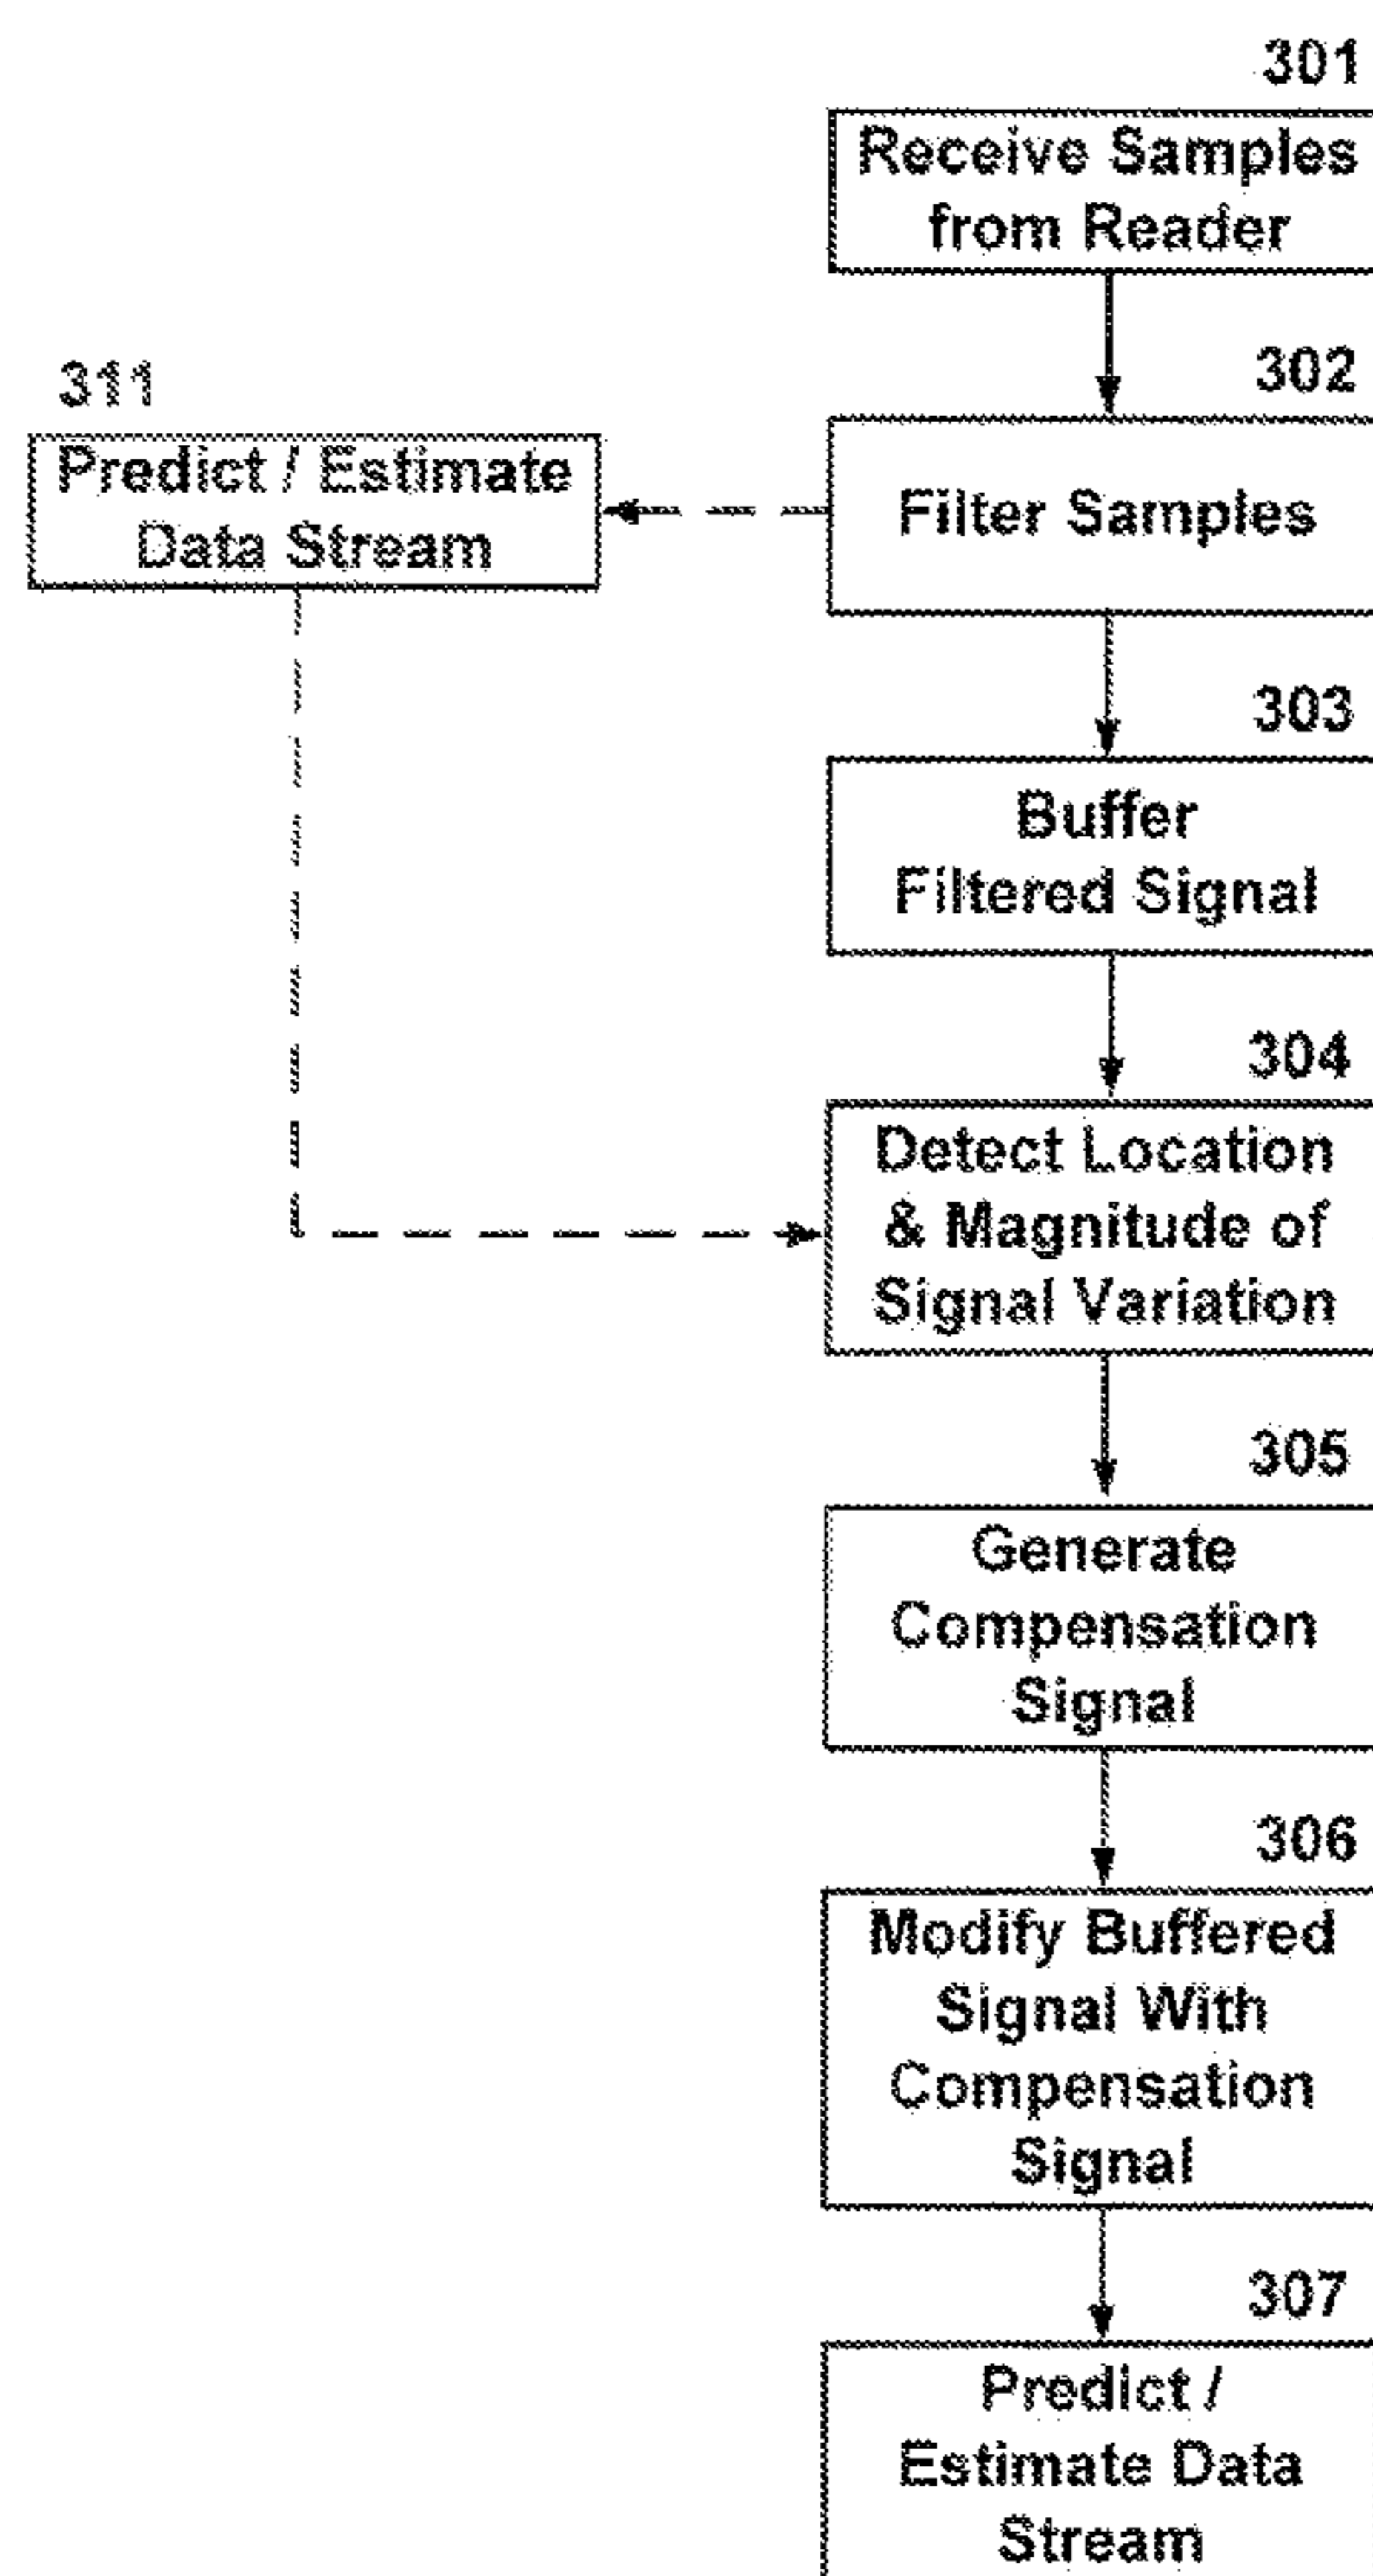 301
Receive Samples
from Reader
302
311
Predict / Estimate
Data Stream
Filter Samples
303
Buffer
Filtered Signal
304
Detect Location
& Magnitude of
Signal Variation
305
Generate
Compensation
Signal
306
Modify Buffered
Signal With
Compensation
Signal
307
Predict /
Estimate Data
Stream